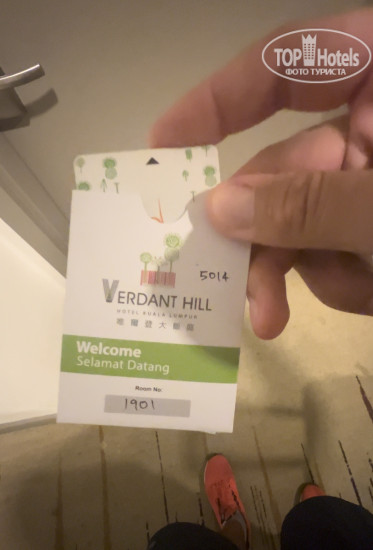 TOP Hotels
ФОТО ТУРИСТА
5014
VERDANT HILL
HOTEL KUALA LUMPUR
Welcome
Selamat Datang
Room No
1901